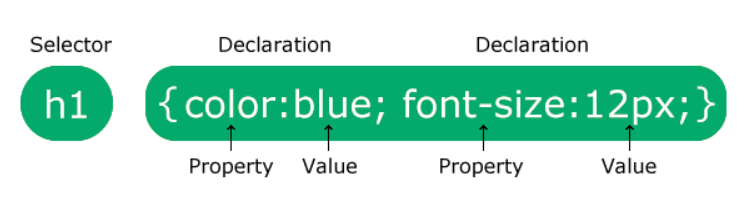 Selector Declaration Declaration
h1 {color:blue; font-size:12px;}
Property Value Property Value